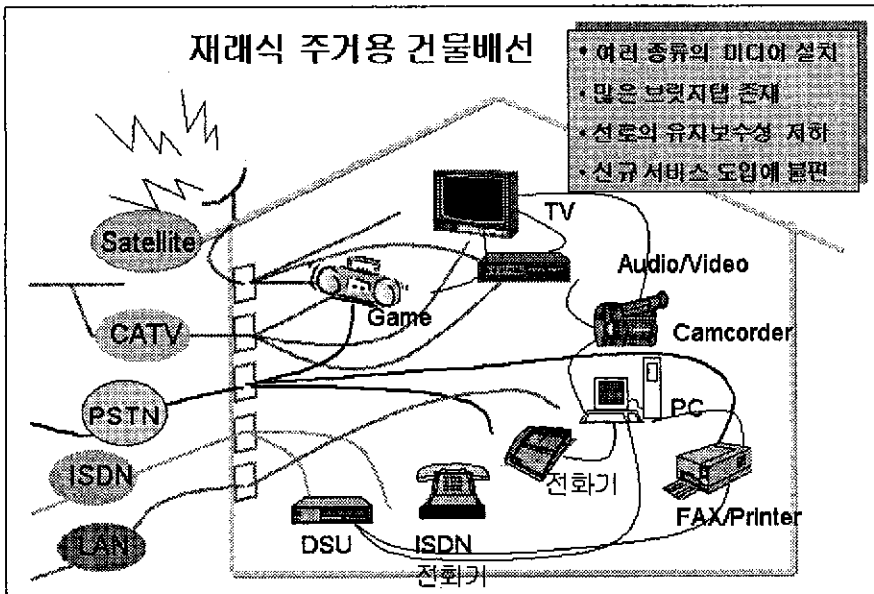 재래식 주거용 건물배선
• 여러 종류의 미디어 설치
• 많은 브릿지탭 존재
• 선로의 유지보수성 저하
• 신규 서비스 도입에 불편
Satellite
TV
Audio/Video
CATV
Game
Camcorder
PSTN
PC
ISDN
전화기
FAX/Printer
LAN
DSU
ISDN
전화기